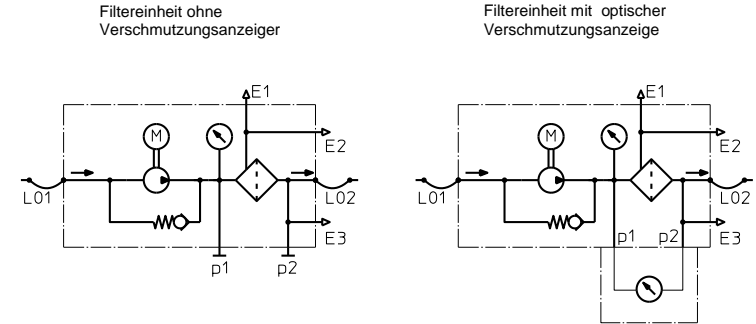 Filtereinheit ohne
Verschmutzungsanzeiger
Filtereinheit mit optischer
Verschmutzungsanzeige
E1
M
E2
L01
L02
E3
p1
p2
E1
M
E2
L01
L02
p1
p2
E3